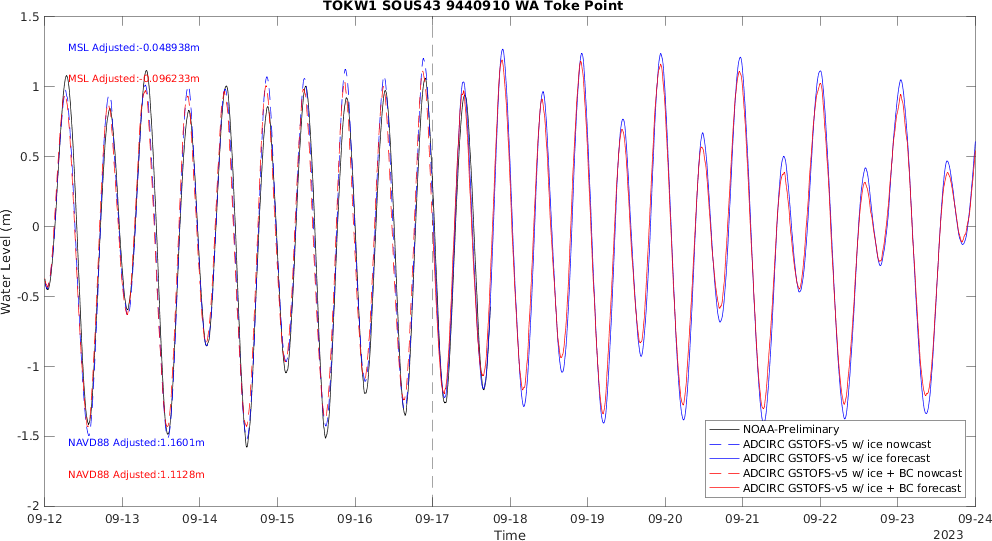 TOKW1 SOUS43 9440910 WA Toke Point
1.5
1
0.5
0
-0.5
-1
-1.5
-2
Water Level (m)
MSL Adjusted:-0.048938m
MSL Adjusted:-0.096233m
NAVD88 Adjusted:1.1601m
NAVD88 Adjusted:1.1128m
NOAA-Preliminary
ADCIRC GSTOFS-v5 w/ ice nowcast
ADCIRC GSTOFS-v5 w/ ice forecast
ADCIRC GSTOFS-v5 w/ ice + BC nowcast
ADCIRC GSTOFS-v5 w/ ice + BC forecast
09-12 09-13 09-14 09-15 09-16 09-17 09-18 09-19 09-20 09-21 09-22 09-23 09-24
Time
2023